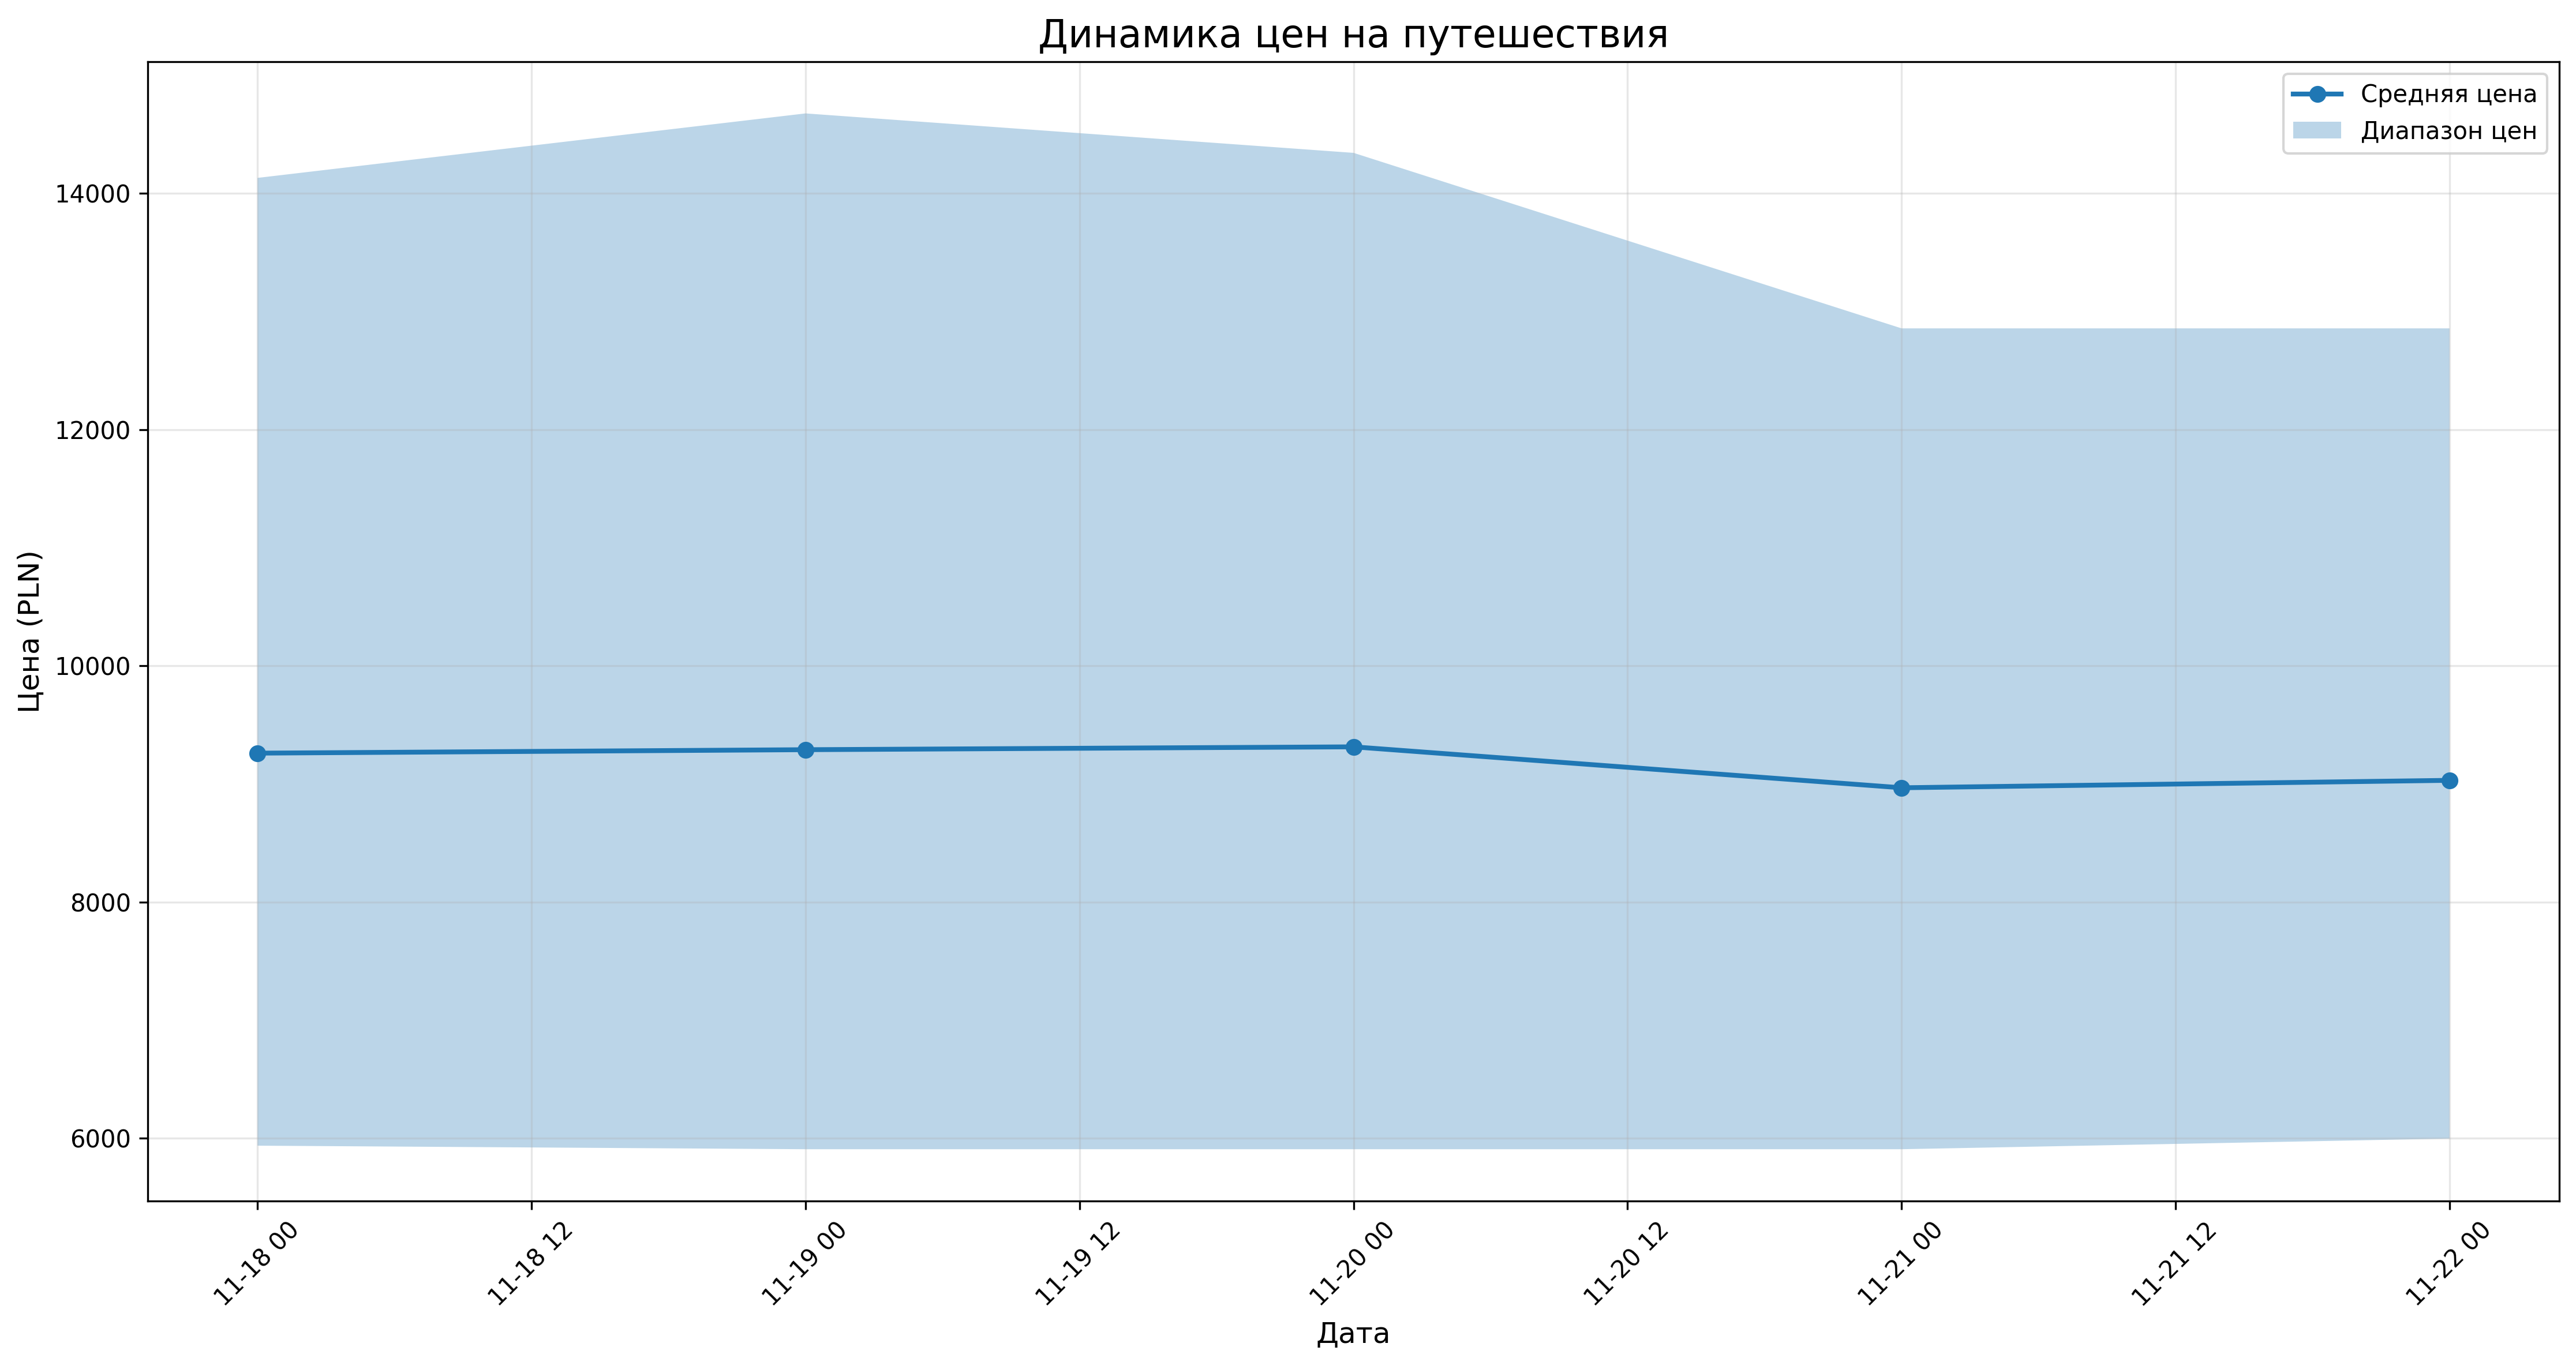 Динамика цен на путешествия
Средняя цена
Диапазон цен
14000
12000
10000
8000
6000
Цена (PLN)
11-18 00
11-18 12
11-19 00
11-19 12
11-20 00
11-20 12
11-21 00
11-21 12
11-22 00
Дата